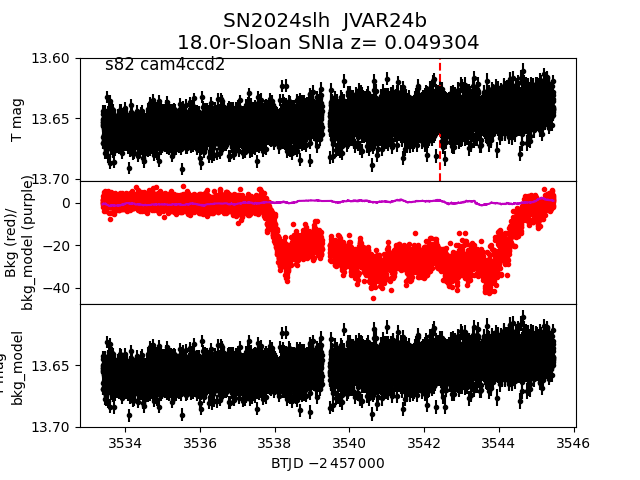 SN2024slh JVAR24b
18.0r-Sloan SNIa z= 0.049304
s82 cam4ccd2
13.60
13.65
13.70
T mag
0
−20
−40
Bkg (red)/
bkg_model (purple)
13.65
13.70
mag
bkg_model
3534 3536 3538 3540 3542 3544 3546
BTJD −2 457 000